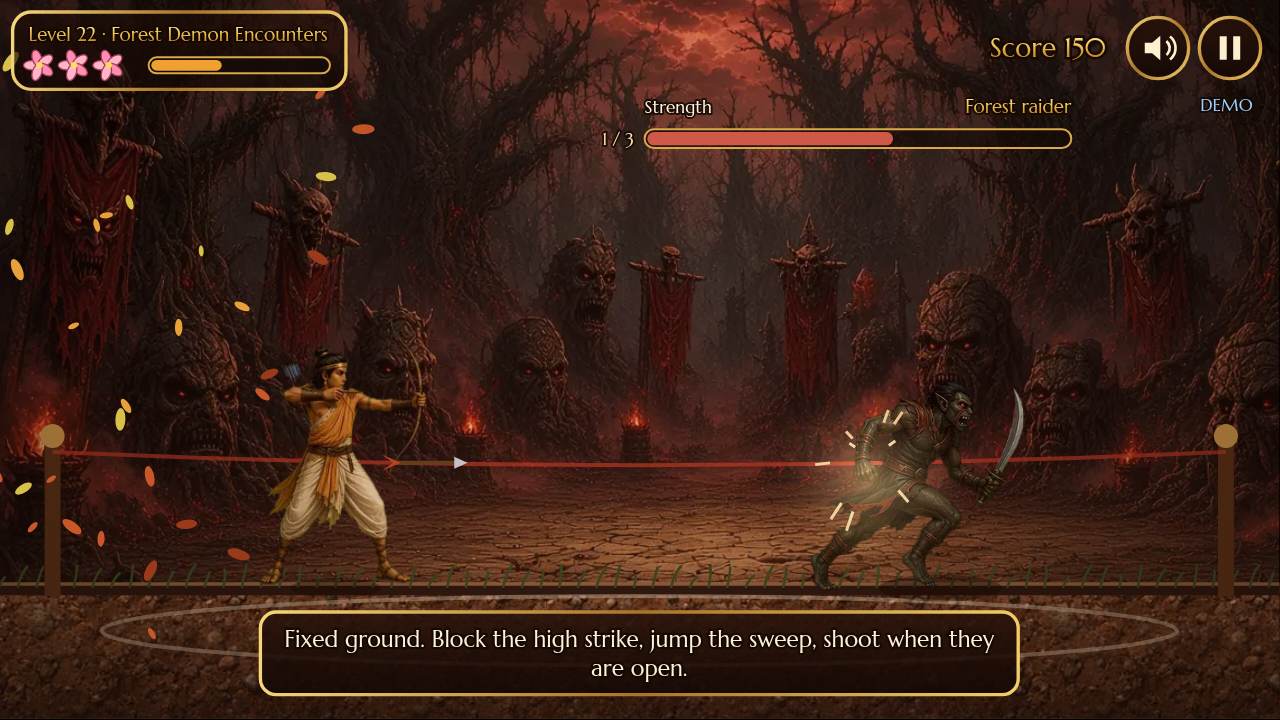 Level 22 · Forest Demon Encounters
Score 150
DEMO
Strength
Forest raider
1 / 3
Fixed ground. Block the high strike, jump the sweep, shoot when they
are open.